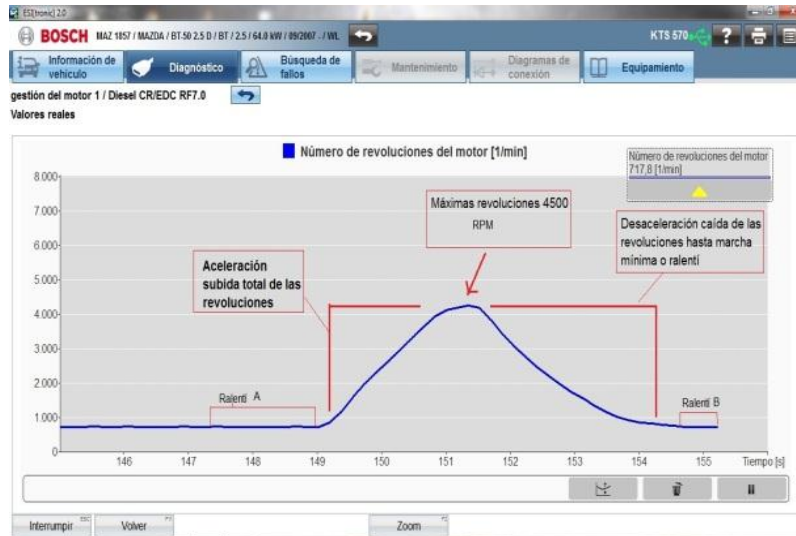 ESI[tronic] 2.0
BOSCH MAZ 1857 / MAZDA / BT-50 2.5 D / BT / 2.5 / 64.0 kW / 09/2007 - / WL
KTS 570
?
Información de vehículo
Diagnóstico
Búsqueda de fallos
Mantenimiento
Diagramas de conexión
Equipamiento
gestión del motor 1 / Diesel CR/EDC RF7.0
Valores reales
Número de revoluciones del motor [1/min]
Número de revoluciones del motor
717,8 [1/min]
8.000
7.000
6.000
5.000
4.000
3.000
2.000
1.000
0
Máximas revoluciones 4500
RPM
Desaceleración caída de las
revoluciones hasta marcha
mínima o ralentí
Aceleración
subida total de las
revoluciones
Ralenti A
Ralenti B
146 147 148 149 150 151 152 153 154 155 Tiempo [s]
Interrumpir ESC
Volver
Zoom